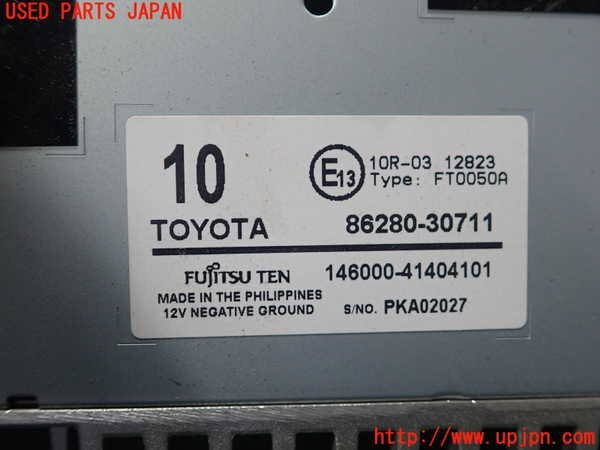 USED PARTS JAPAN
10
E13
10R-03 12823
Type: FT0050A
TOYOTA
86280-30711
FUJITSU TEN
146000-41404101
MADE IN THE PHILIPPINES
12V NEGATIVE GROUND
S/NO. PKA02027
http://www.upjpn.com/